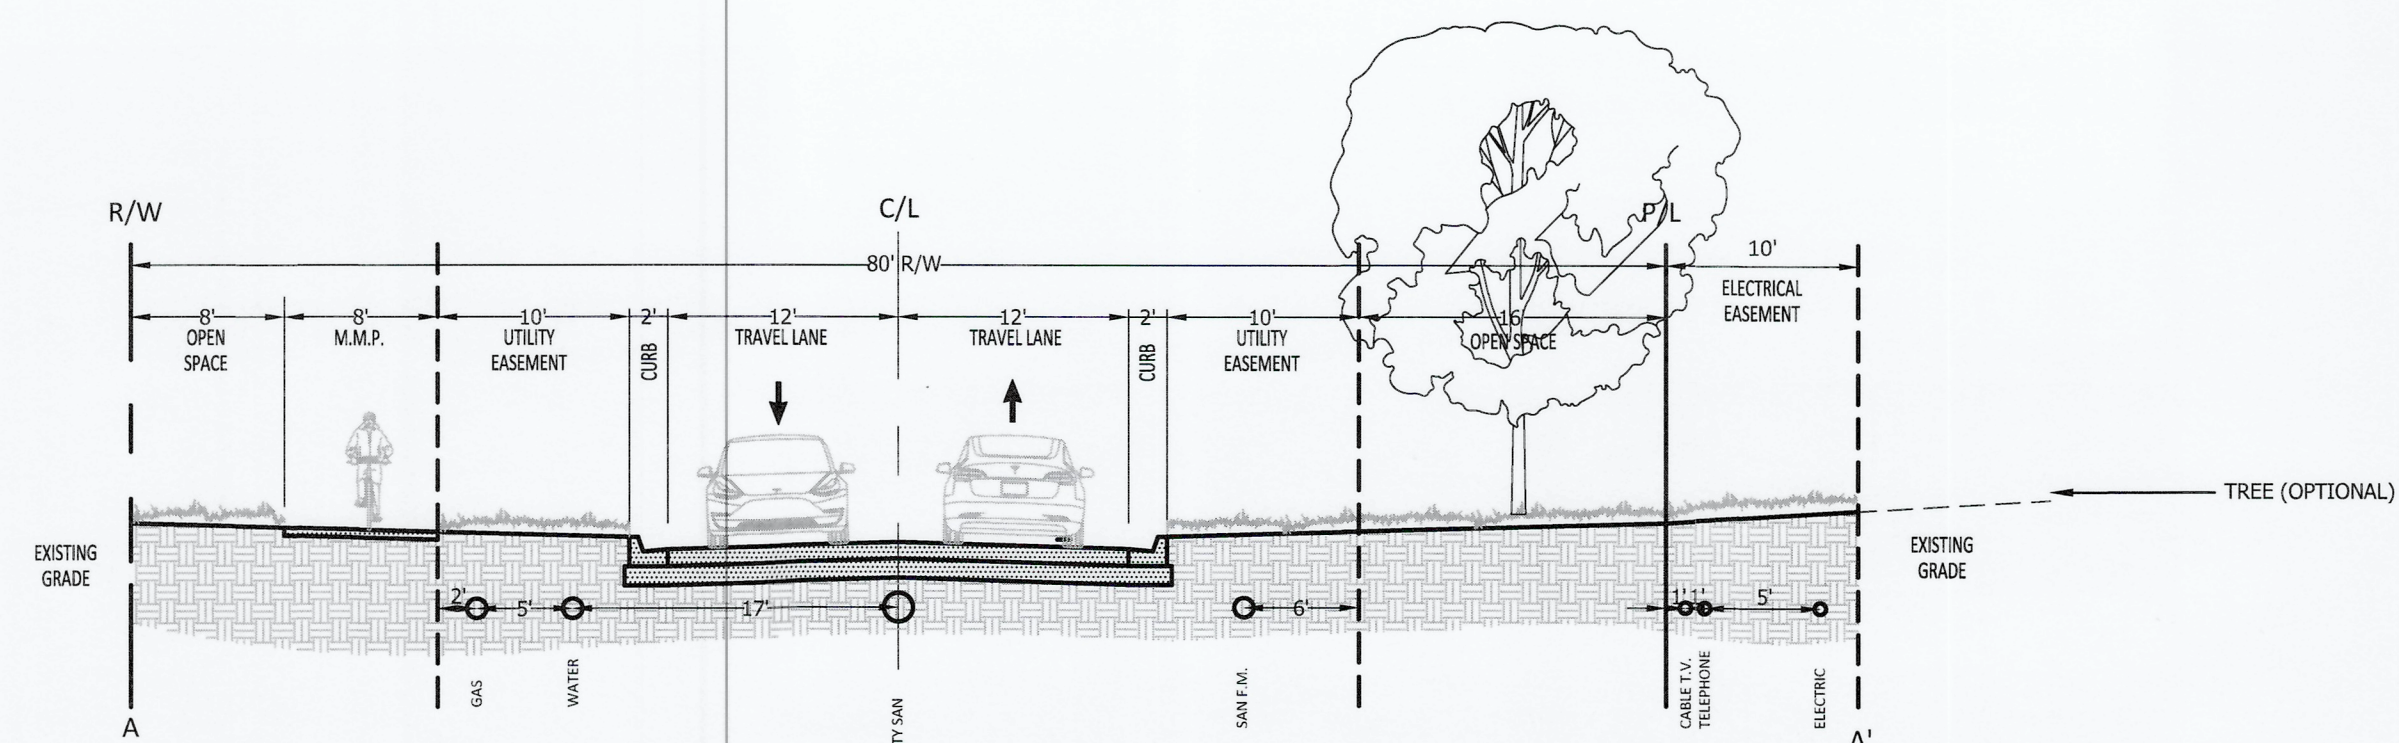 R/W
C/L
P L
80' R/W
10'
ELECTRICAL
EASEMENT
8'
OPEN
SPACE
8'
M.M.P.
10'
UTILITY
EASEMENT
2'
CURB
12'
TRAVEL LANE
12'
TRAVEL LANE
2'
CURB
10'
UTILITY
EASEMENT
16'
OPEN SPACE
TREE (OPTIONAL)
EXISTING
GRADE
EXISTING
GRADE
2'
5'
17'
6'
1'
1'
5'
GAS
WATER
TY SAN
SAN F.M.
CABLE T.V.
TELEPHONE
ELECTRIC
A
A'